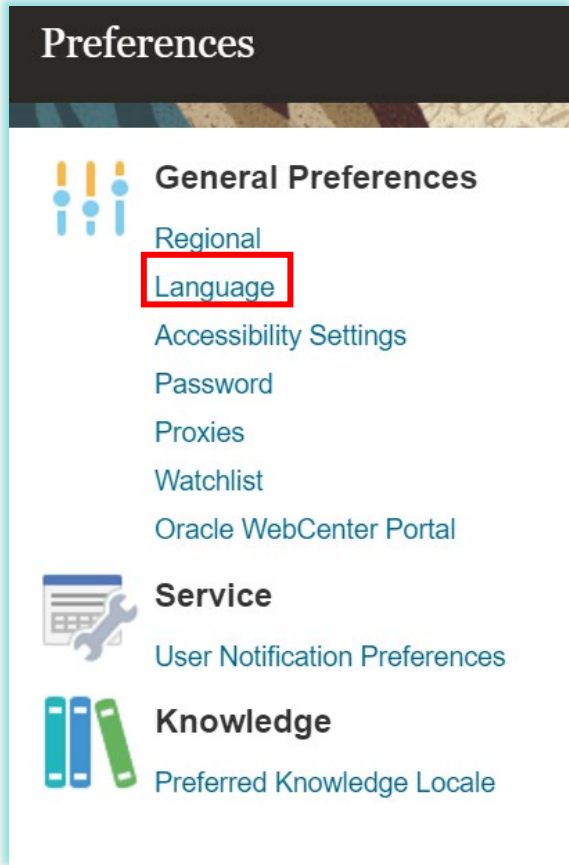 Preferences
General Preferences
Regional
Language
Accessibility Settings
Password
Proxies
Watchlist
Oracle WebCenter Portal
Service
User Notification Preferences
Knowledge
Preferred Knowledge Locale